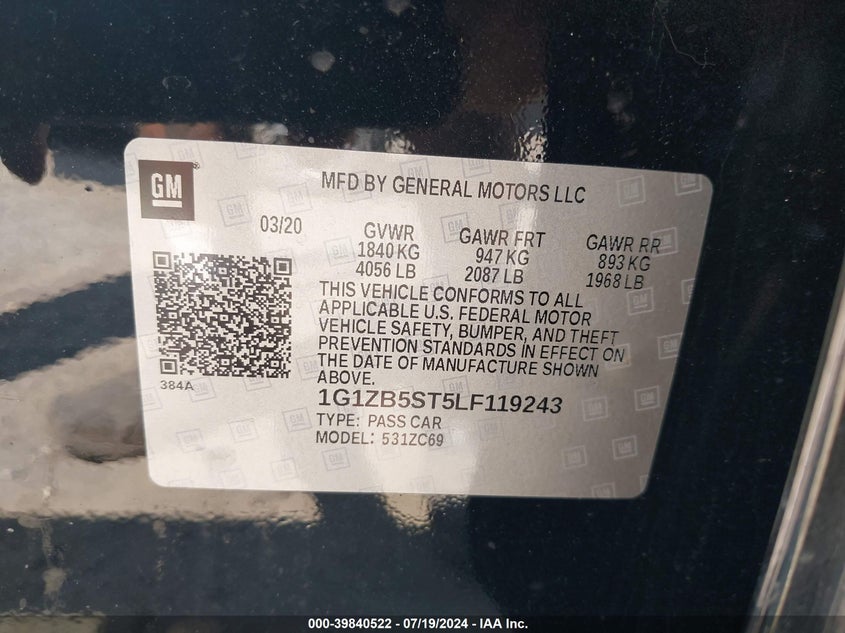 GM
MFD BY GENERAL MOTORS LLC
03/20
GVWR
1840 KG
4056 LB
GAWR FRT
947 KG
2087 LB
GAWR RR
893 KG
1968 LB
THIS VEHICLE CONFORMS TO ALL
APPLICABLE U.S. FEDERAL MOTOR
VEHICLE SAFETY, BUMPER, AND THEFT
PREVENTION STANDARDS IN EFFECT ON
THE DATE OF MANUFACTURE SHOWN
ABOVE.
384A
1G1ZB5ST5LF119243
TYPE: PASS CAR
MODEL: 531ZC69
000-39840522 - 07/19/2024 - IAA Inc.